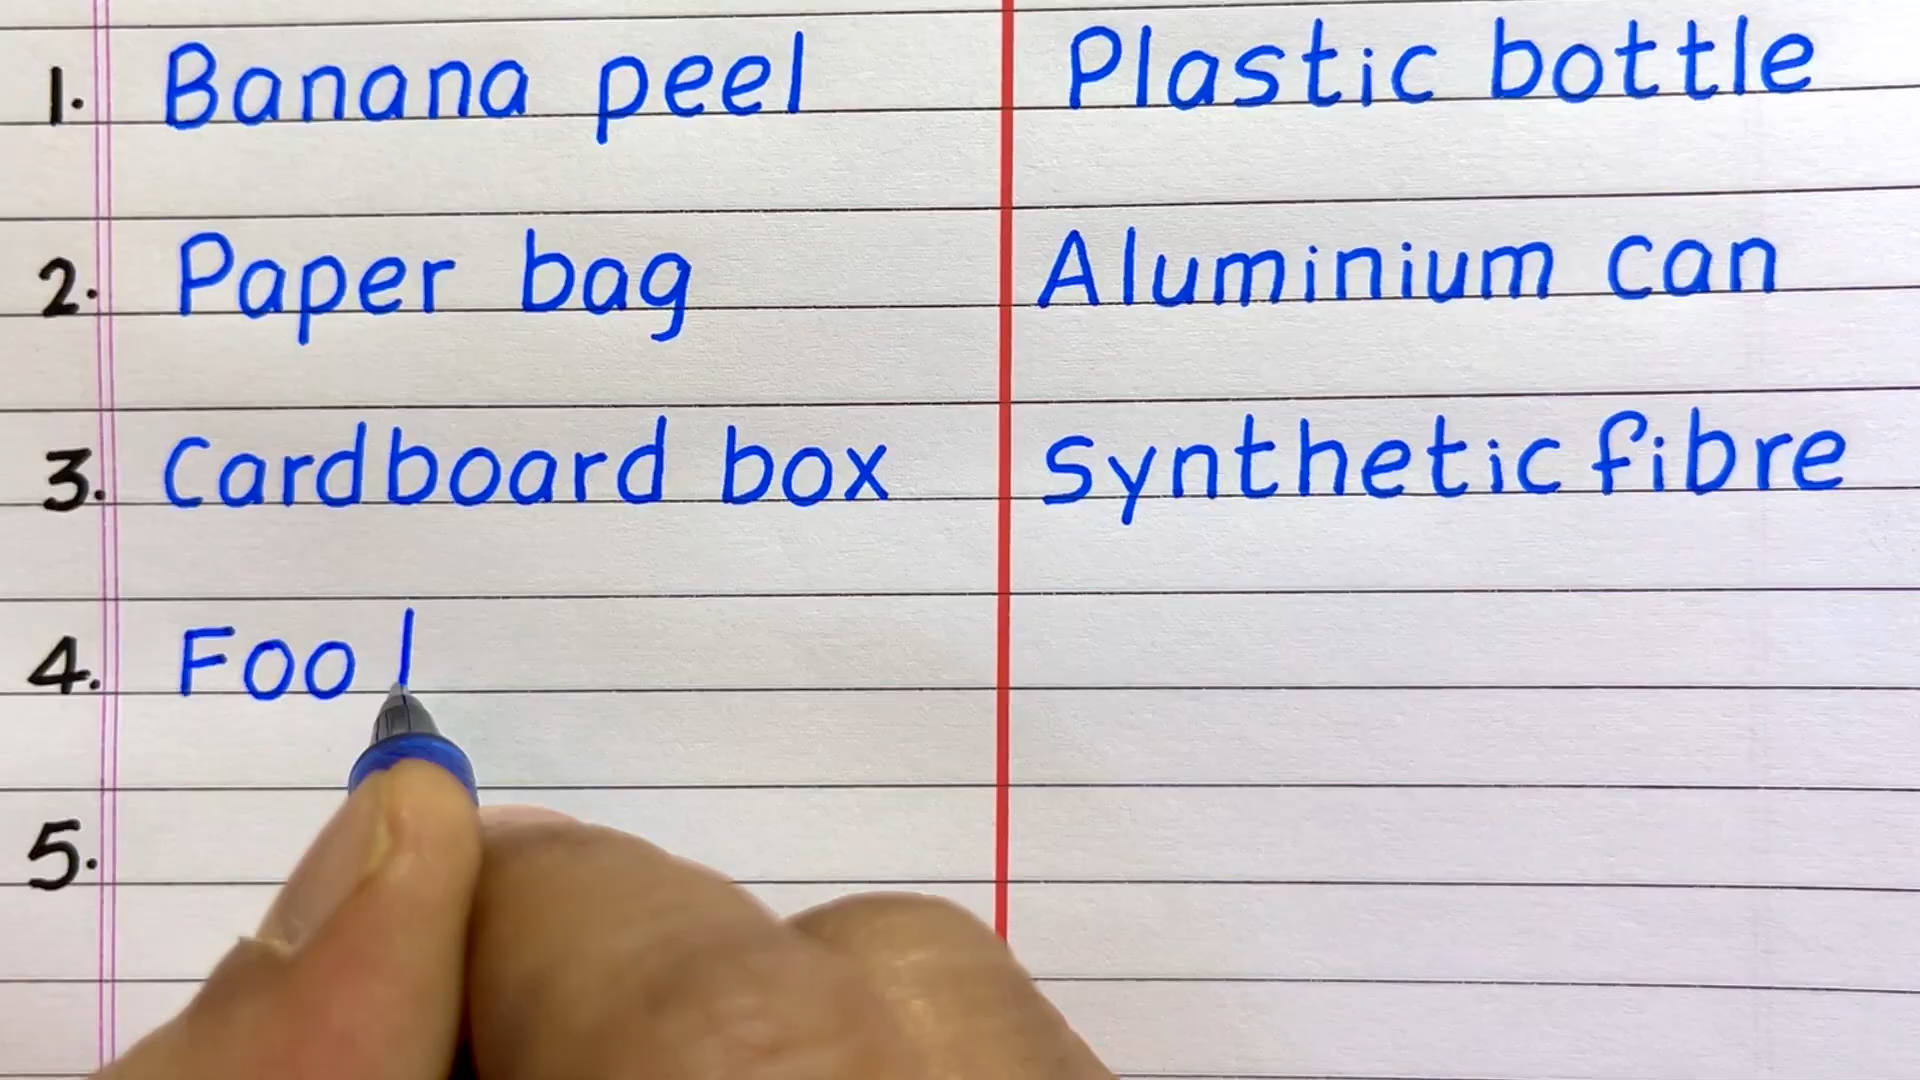 1. Banana peel Plastic bottle
2. Paper bag Aluminium can
3. Cardboard box Synthetic fibre
4. Foo
5.